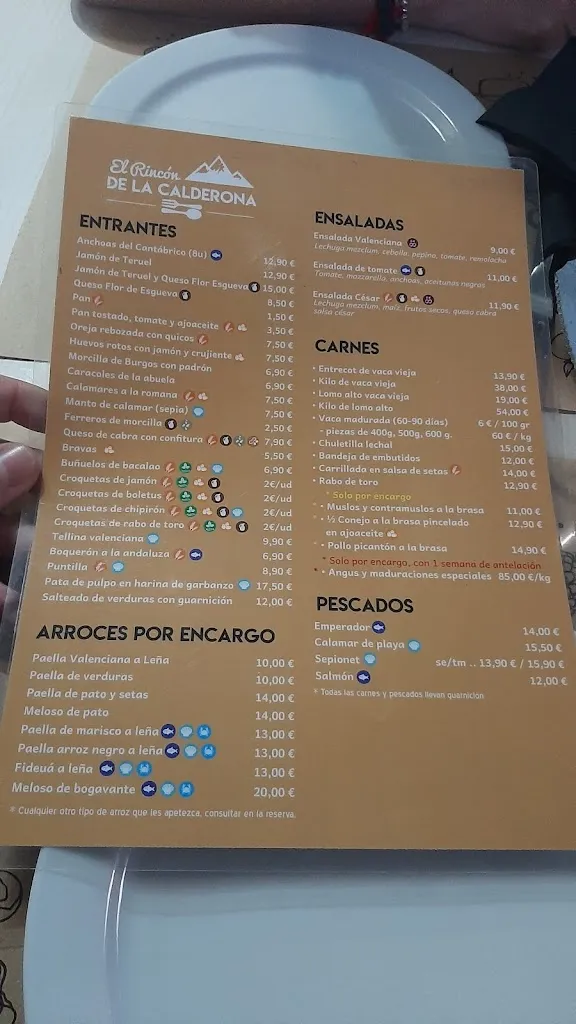 El Rincón
DE LA CALDERONA
ENTRANTES
Anchoas del Cantábrico (8u) 12,90 €
Jamón de Teruel 12,90 €
Jamón de Teruel y Queso Flor Esgueva 15,00 €
Queso Flor de Esgueva 8,50 €
Pan 1,50 €
Pan tostado, tomate y ajoaceite 3,50 €
Oreja rebozada con quicos 7,50 €
Huevos rotos con jamón y crujiente 7,50 €
Morcilla de Burgos con padrón 6,90 €
Caracoles de la abuela 6,90 €
Calamares a la romana 7,50 €
Manto de calamar (sepia) 7,50 €
Ferreros de morcilla 2,50 €
Queso de cabra con confitura 7,90 €
Bravas 5,50 €
Buñuelos de bacalao 6,90 €
Croquetas de jamón 2€/ud
Croquetas de boletus 2€/ud
Croquetas de chipirón 2€/ud
Croquetas de rabo de toro 2€/ud
Tellina valenciana 9,90 €
Boquerón a la andaluza 6,90 €
Puntilla 8,90 €
Pata de pulpo en harina de garbanzo 17,50 €
Salteado de verduras con guarnición 12,00 €
ARROCES POR ENCARGO
Paella Valenciana a Leña 10,00 €
Paella de verduras 10,00 €
Paella de pato y setas 14,00 €
Meloso de pato 14,00 €
Paella de marisco a leña 13,00 €
Paella arroz negro a leña 13,00 €
Fideuá a leña 13,00 €
Meloso de bogavante 20,00 €
* Cualquier otro tipo de arroz que les apetezca, consultar en la reserva.
ENSALADAS
Ensalada Valenciana 9,00 €
Lechuga mezclum, cebolla, pepino, tomate, remolacha
Ensalada de tomate 11,00 €
Tomate, mozzarella, anchoas, aceitunas negras
Ensalada César 11,90 €
Lechuga mezclum, maíz, frutos secos, queso cabra
salsa césar
CARNES
· Entrecot de vaca vieja 13,90 €
· Kilo de vaca vieja 38,00 €
· Lomo alto vaca vieja 19,00 €
· Kilo de lomo alto 54,00 €
· Vaca madurada (60-90 días) 6 € / 100 gr
- piezas de 400g, 500g, 600 g. 60 € / kg
· Chuletilla lechal 15,00 €
· Bandeja de embutidos 12,00 €
· Carrillada en salsa de setas 14,00 €
· Rabo de toro 12,90 €
* Solo por encargo
* · Muslos y contramuslos a la brasa 11,00 €
* · ½ Conejo a la brasa pincelado 12,90 €
en ajoaceite
* · Pollo picantón a la brasa 14,90 €
* Solo por encargo, con 1 semana de antelación
* · Angus y maduraciones especiales 85,00 €/kg
PESCADOS
Emperador 14,00 €
Calamar de playa 15,50 €
Sepionet se/tm .. 13,90 € / 15,90 €
Salmón 12,00 €
* Todas las carnes y pescados llevan guarnición